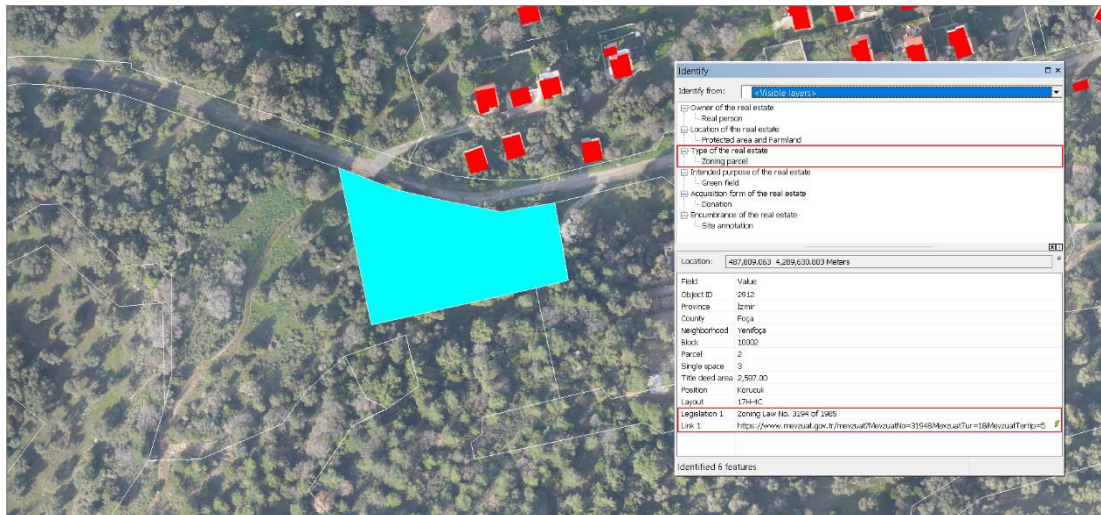 Identify
Identify from: <Visible layers>
Owner of the real estate
Real person
Location of the real estate
Protected area and Farmland
Type of the real estate
Zoning parcel
Intended purpose of the real estate
Green field
Acquisition form of the real estate
Donation
Encumbrance of the real estate
Site annotation
Location: 487,809.063 4,289,630.803 Meters
Field Value
Object ID 2912
Province İzmir
County Foça
Neighborhood Yenifoça
Block 10002
Parcel 2
Single space 3
Title deed area 2,587.00
Position Korucuk
Layout 17H-4C
Legislation 1 Zoning Law No. 3194 of 1985
Link 1 https://www.mevzuat.gov.tr/mevzuat?MevzuatNo=3194&MevzuatTur=1&MevzuatTertip=5
Identified 6 features